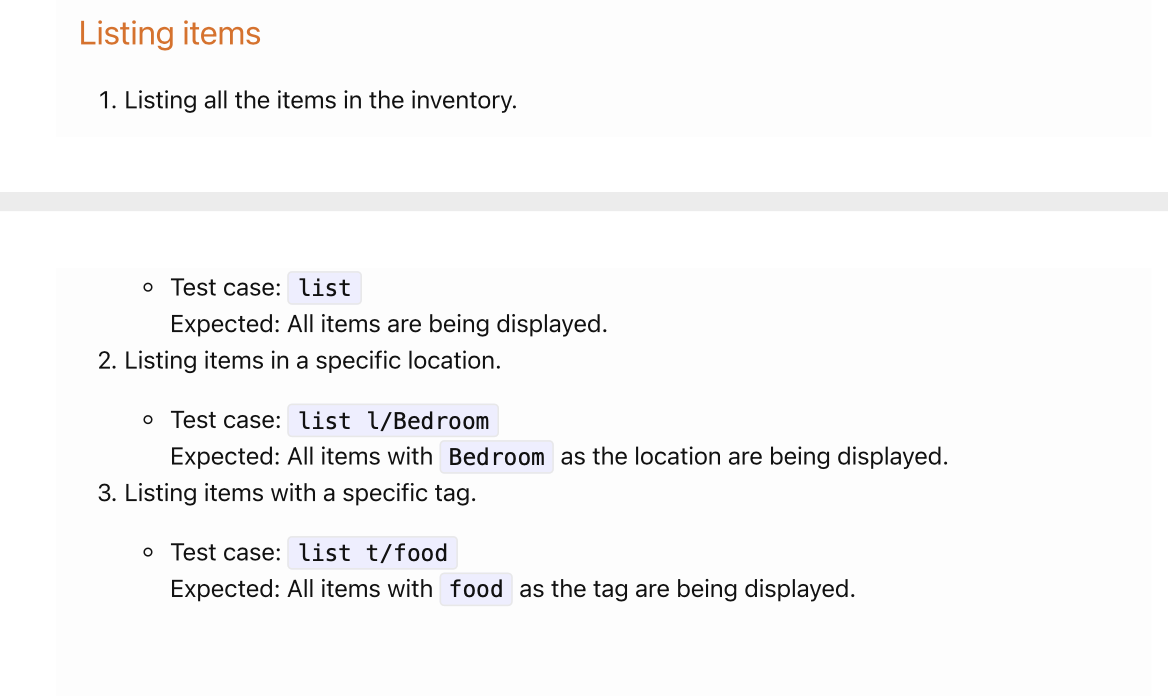 Listing items
1. Listing all the items in the inventory.
Test case: list
Expected: All items are being displayed.
2. Listing items in a specific location.
Test case: list l/Bedroom
Expected: All items with Bedroom as the location are being displayed.
3. Listing items with a specific tag.
Test case: list t/food
Expected: All items with food as the tag are being displayed.